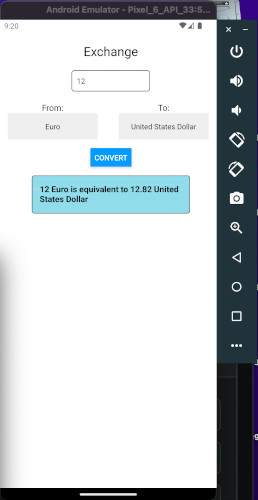 Android Emulator - Pixel_6_API_33:5...
9:20
Exchange
12
From:
To:
Euro
United States Dollar
CONVERT
12 Euro is equivalent to 12.82 United
States Dollar